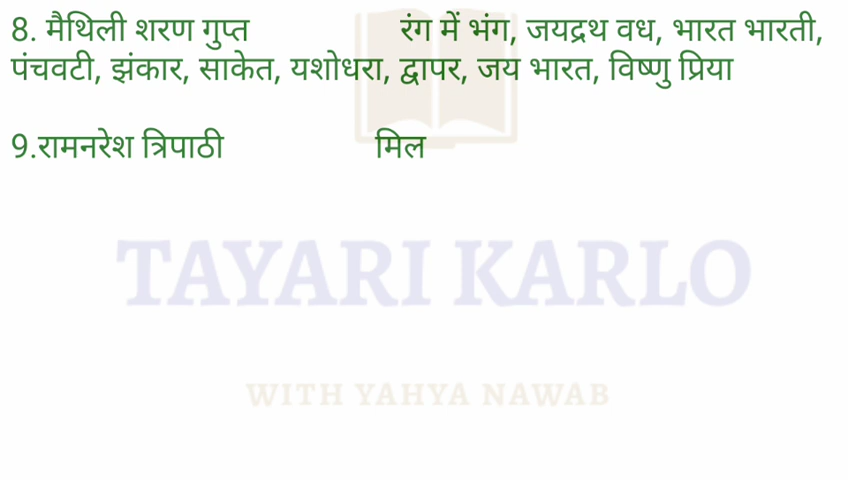 8. मैथिली शरण गुप्त रंग में भंग, जयद्रथ वध, भारत भारती,
पंचवटी, झंकार, साकेत, यशोधरा, द्वापर, जय भारत, विष्णु प्रिया
9.रामनरेश त्रिपाठी मिल
TAYARI KARLO
WITH YAHYA NAWAB